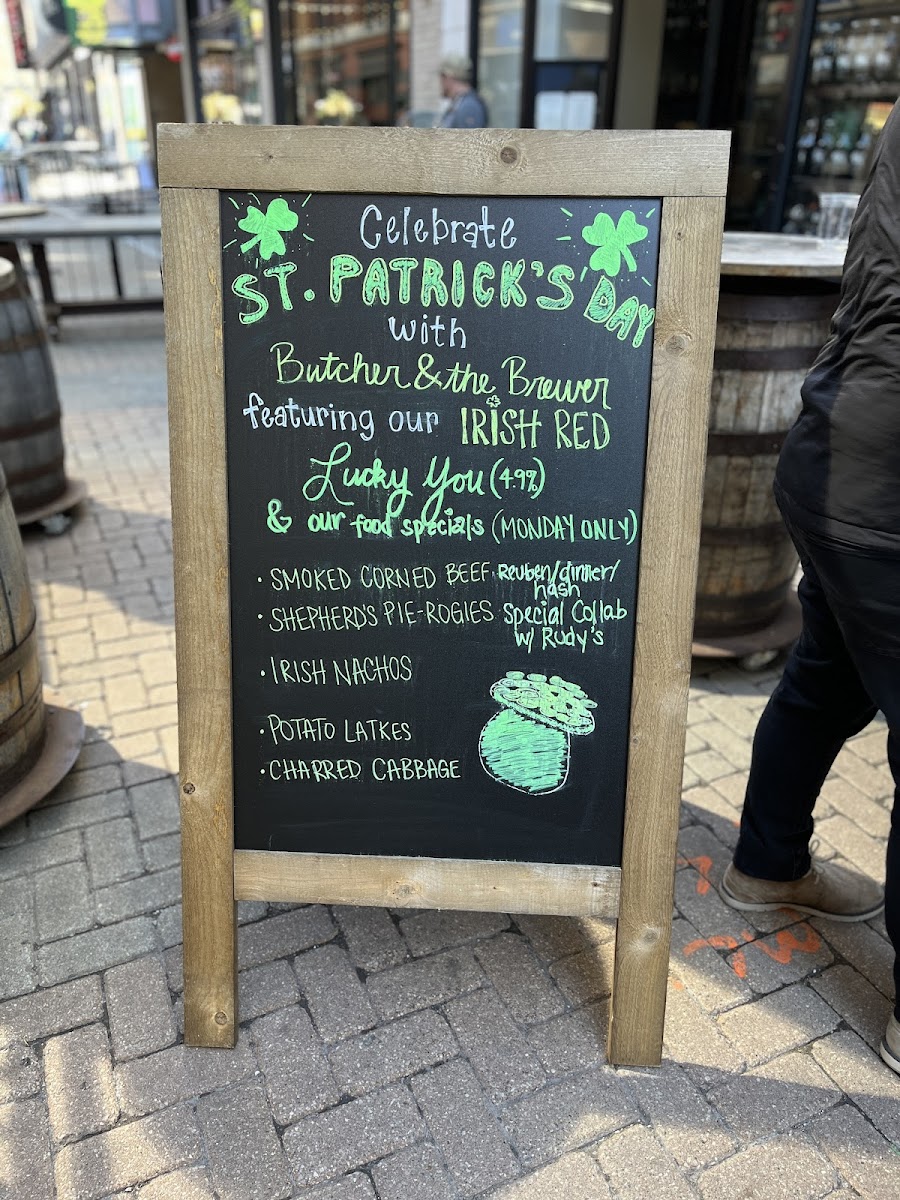 Celebrate
ST. PATRICK'S DAY
with
Butcher & the Brewer
featuring our IRISH RED
Lucky You (4.9%)
& our food specials (MONDAY ONLY)
• SMOKED CORNED BEEF Reuben/dinner/
hash
• SHEPHERD'S PIE-ROGIES Special Collab
w/ Rudy's
• IRISH NACHOS
• POTATO LATKES
• CHARRED CABBAGE